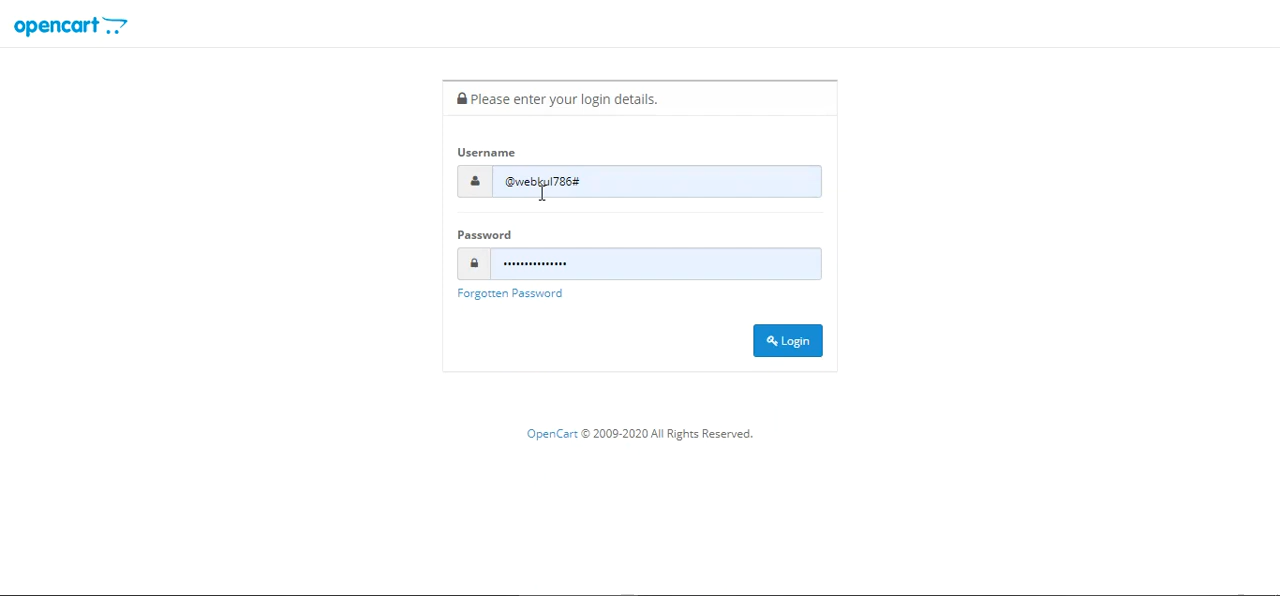 opencart
Please enter your login details.
Username
@webkul786#
Password
•••••••••••••••
Forgotten Password
Login
OpenCart © 2009-2020 All Rights Reserved.